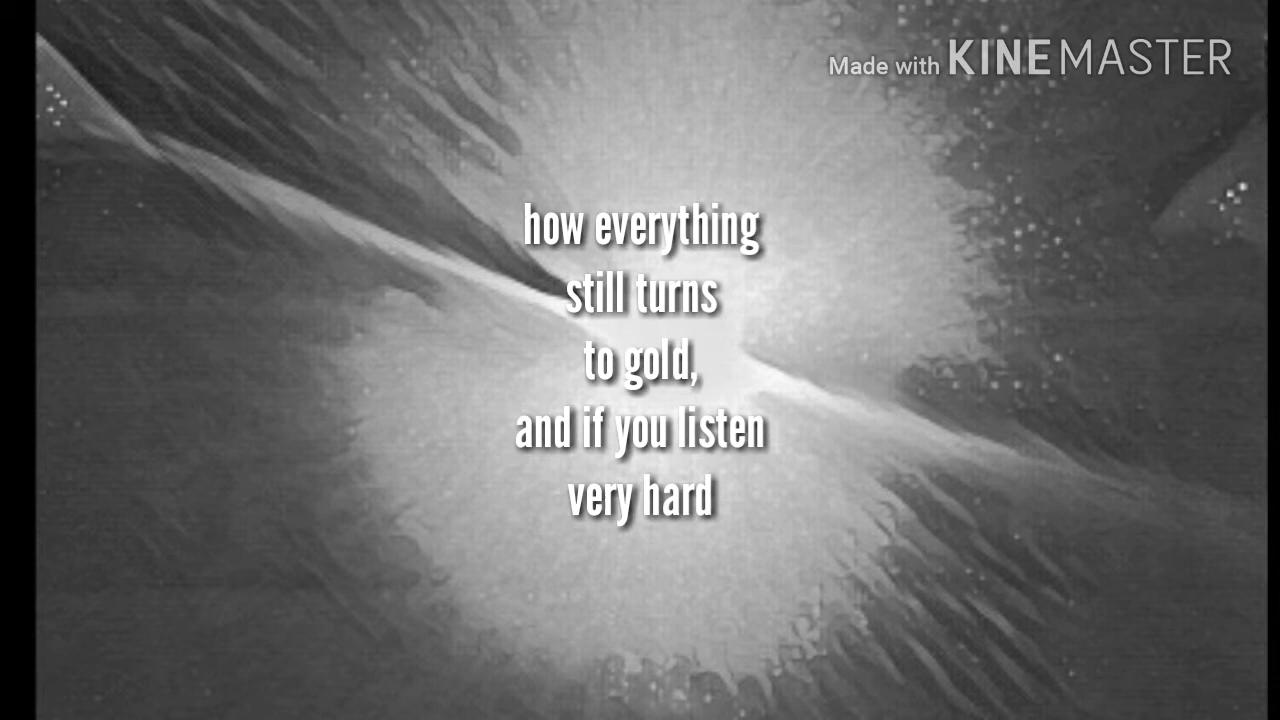 Made with KINEMASTER
how everything
still turns
to gold,
and if you listen
very hard